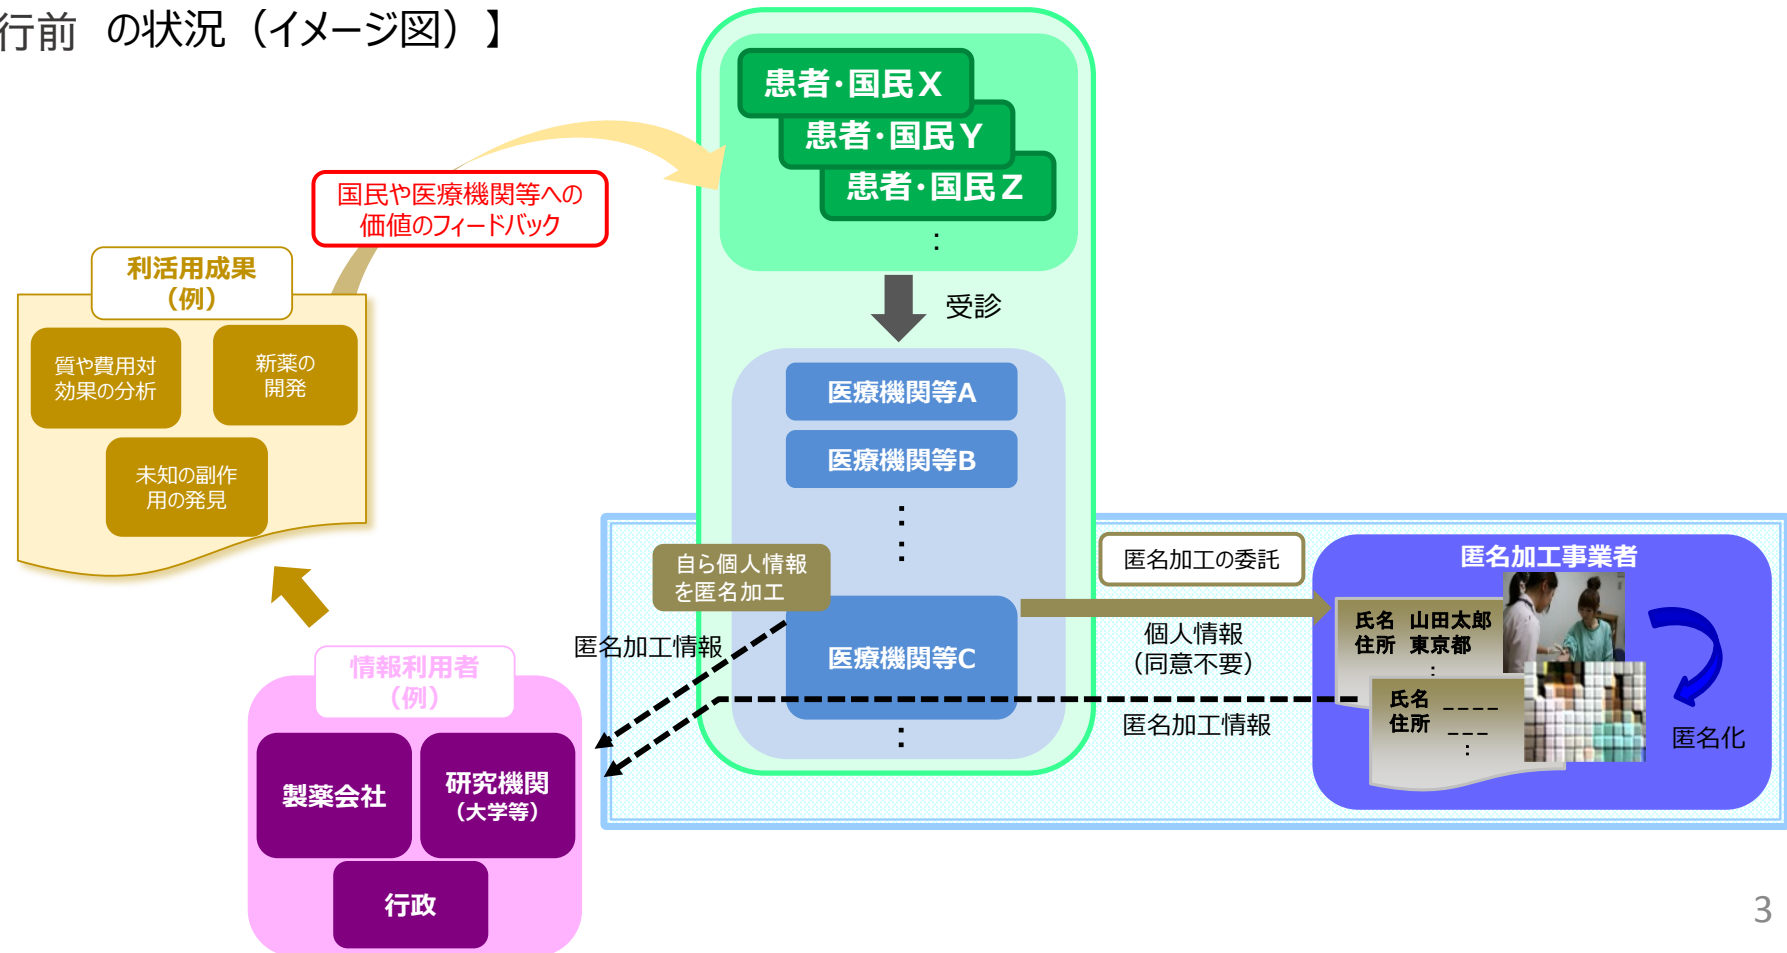 行前 の状況（イメージ図）】
患者・国民X
患者・国民Y
患者・国民Z
：
国民や医療機関等への
価値のフィードバック
利活用成果
（例）
質や費用対
効果の分析
新薬の
開発
未知の副作
用の発見
受診
医療機関等A
医療機関等B
：
：
自ら個人情報
を匿名加工
医療機関等C
：
匿名加工の委託
個人情報
（同意不要）
匿名加工情報
匿名加工情報
匿名加工事業者
氏名 山田太郎
住所 東京都
：
氏名 ____
住所 ___
：
匿名化
情報利用者
（例）
製薬会社
研究機関
（大学等）
行政
3